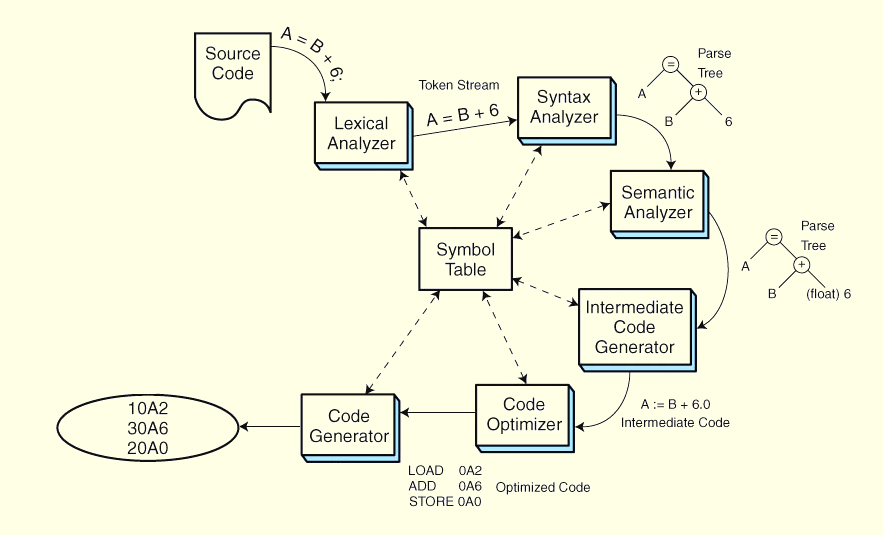 Source
Code
A = B + 6;
Lexical
Analyzer
Token Stream
A = B + 6
Syntax
Analyzer
Parse
Tree
=
A
+
B
6
Semantic
Analyzer
Parse
Tree
=
A
+
B
(float) 6
Symbol
Table
Intermediate
Code
Generator
A := B + 6.0
Intermediate Code
Code
Optimizer
LOAD 0A2
ADD 0A6
STORE 0A0
Optimized Code
Code
Generator
10A2
30A6
20A0